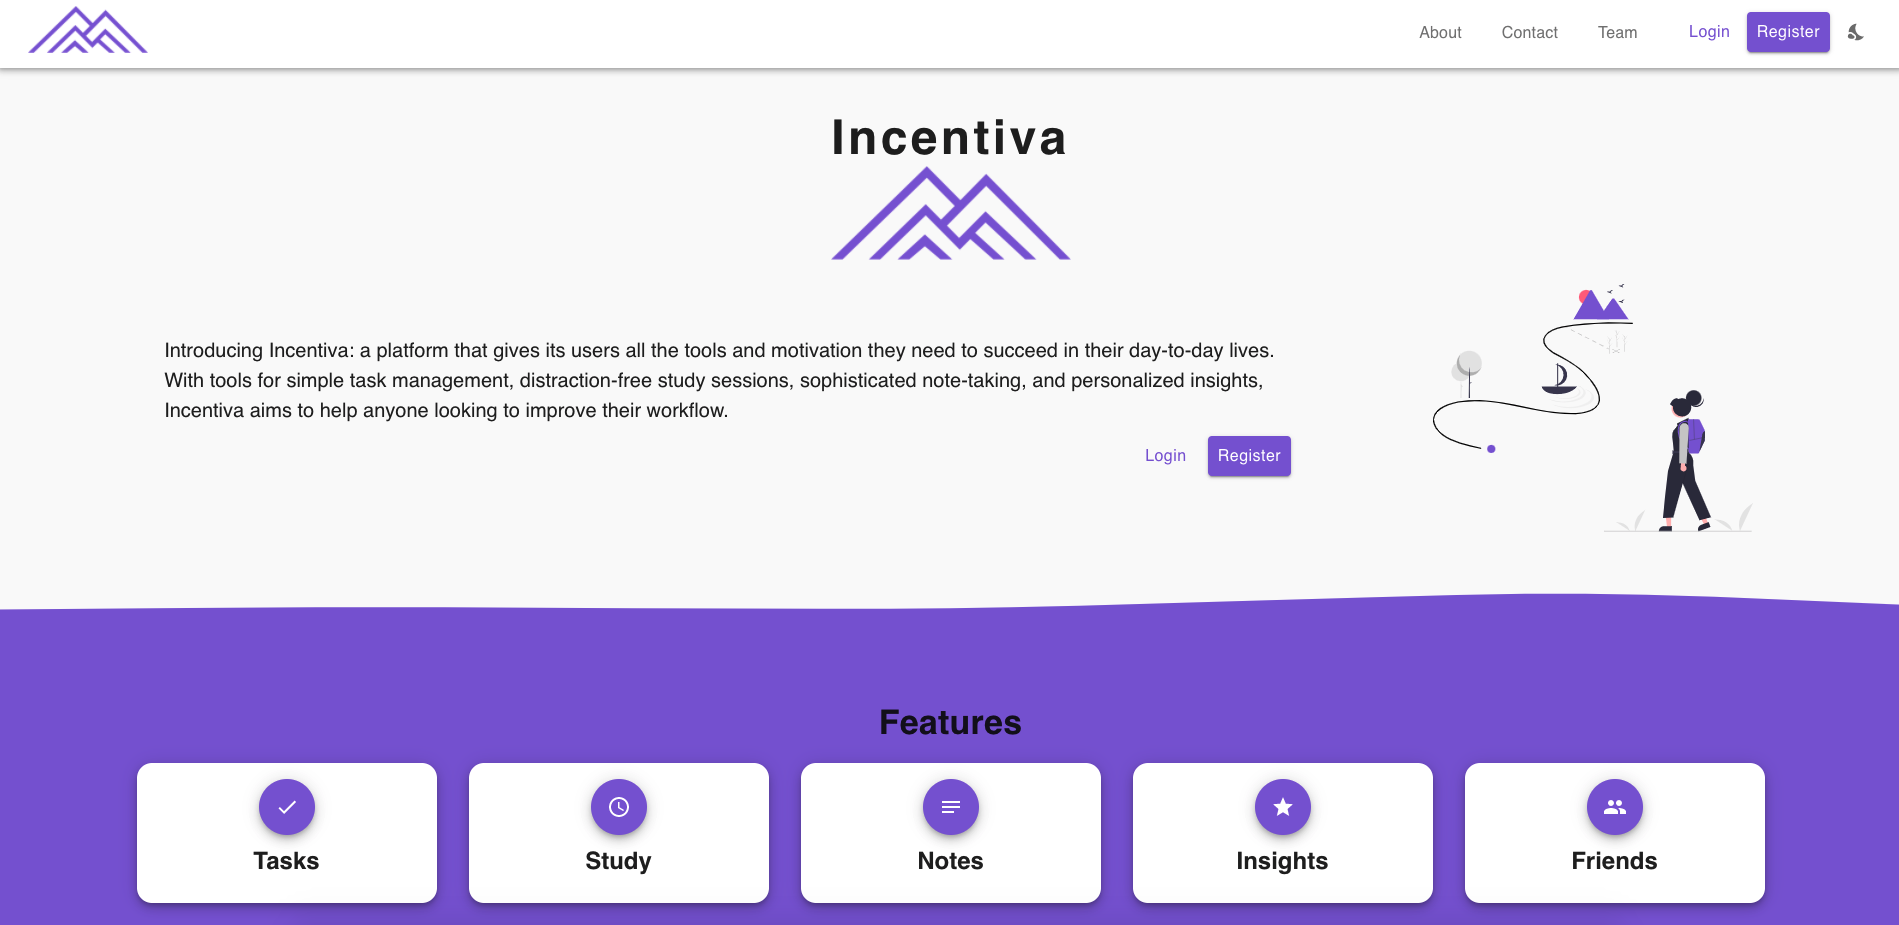 About Contact Team Login Register
Incentiva
Introducing Incentiva: a platform that gives its users all the tools and motivation they need to succeed in their day-to-day lives.
With tools for simple task management, distraction-free study sessions, sophisticated note-taking, and personalized insights,
Incentiva aims to help anyone looking to improve their workflow.
Login Register
Features
Tasks Study Notes Insights Friends